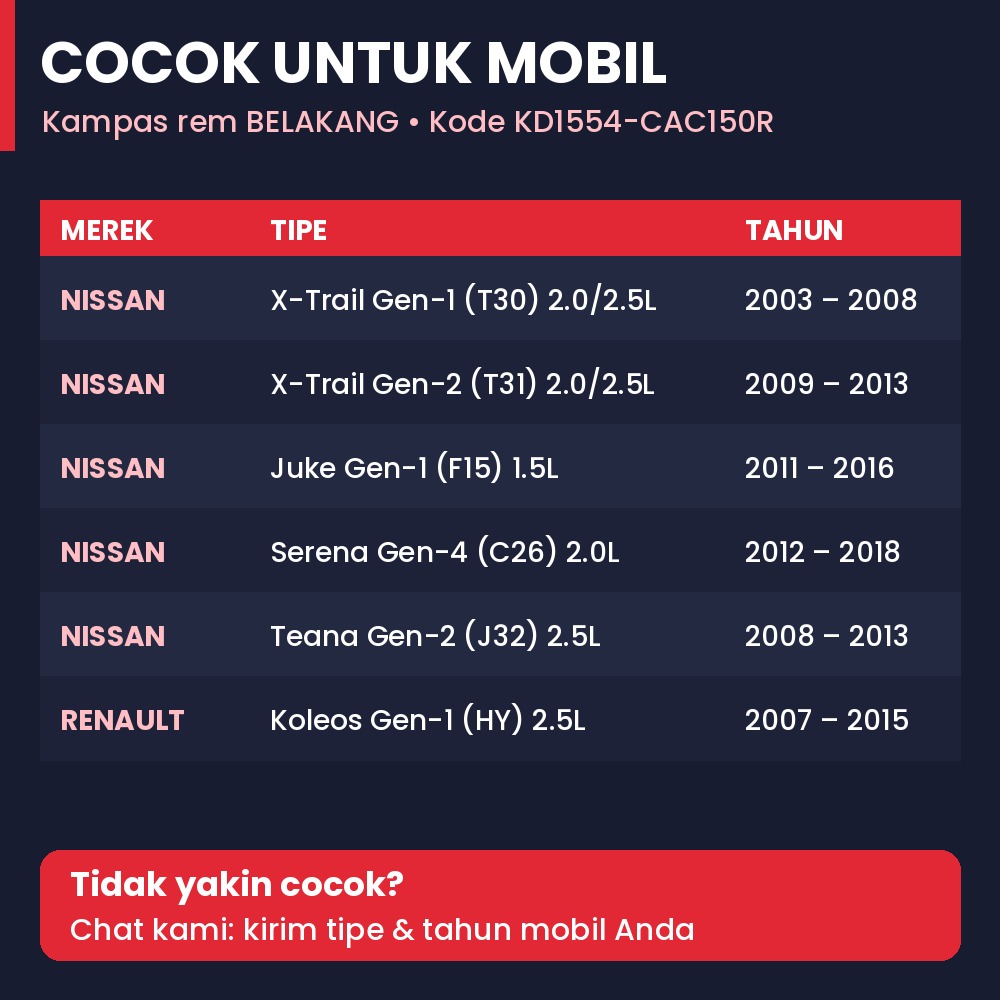 COCOK UNTUK MOBIL
Kampas rem BELAKANG • Kode KD1554-CAC150R
MEREK TIPE TAHUN
NISSAN X-Trail Gen-1 (T30) 2.0/2.5L 2003 – 2008
NISSAN X-Trail Gen-2 (T31) 2.0/2.5L 2009 – 2013
NISSAN Juke Gen-1 (F15) 1.5L 2011 – 2016
NISSAN Serena Gen-4 (C26) 2.0L 2012 – 2018
NISSAN Teana Gen-2 (J32) 2.5L 2008 – 2013
RENAULT Koleos Gen-1 (HY) 2.5L 2007 – 2015
Tidak yakin cocok?
Chat kami: kirim tipe & tahun mobil Anda